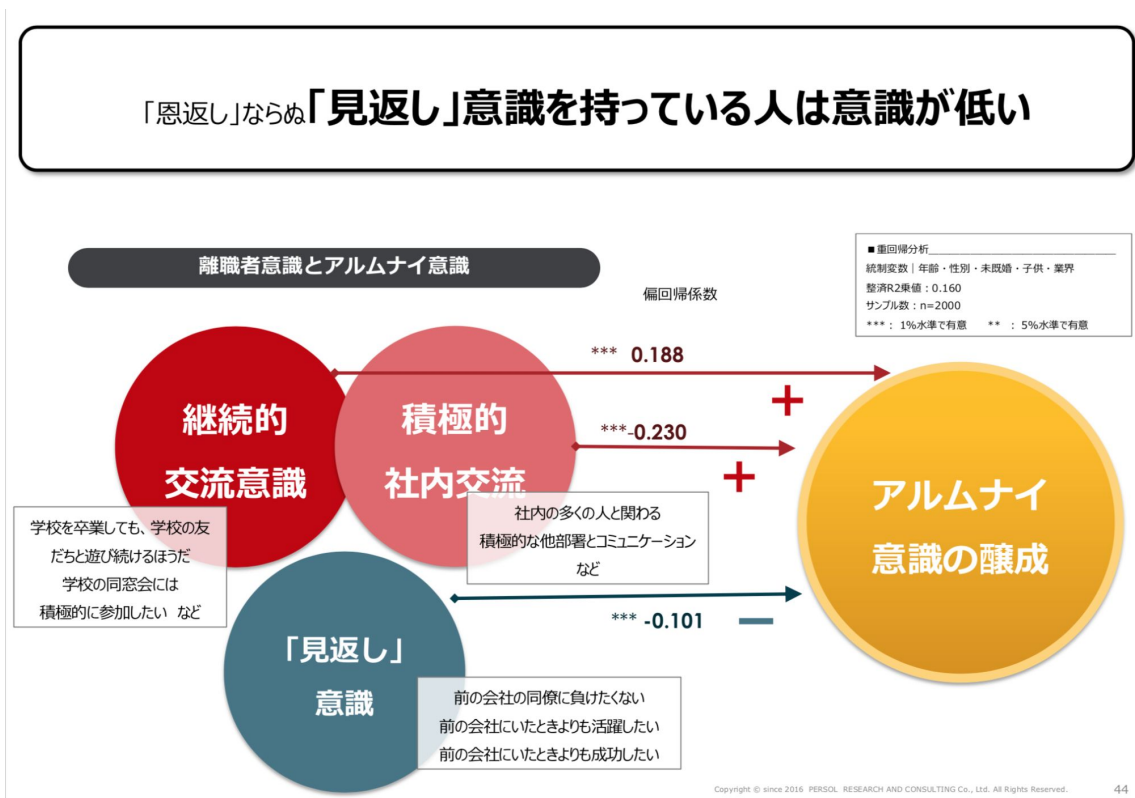 「恩返し」ならぬ「見返し」意識を持っている人は意識が低い
離職者意識とアルムナイ意識
■重回帰分析
統制変数｜年齢・性別・未既婚・子供・業界
整済R2乗値：0.160
サンプル数：n=2000
***： 1%水準で有意 ** ： 5%水準で有意
偏回帰係数
*** 0.188
+
***-0.230
+
継続的
交流意識
積極的
社内交流
アルムナイ
意識の醸成
学校を卒業しても、学校の友
だちと遊び続けるほうだ
学校の同窓会には
積極的に参加したい など
社内の多くの人と関わる
積極的な他部署とコミュニケーション
など
*** -0.101
ー
「見返し」
意識
前の会社の同僚に負けたくない
前の会社にいたときよりも活躍したい
前の会社にいたときよりも成功したい
Copyright © since 2016 PERSOL RESEARCH AND CONSULTING Co., Ltd. All Rights Reserved.
44